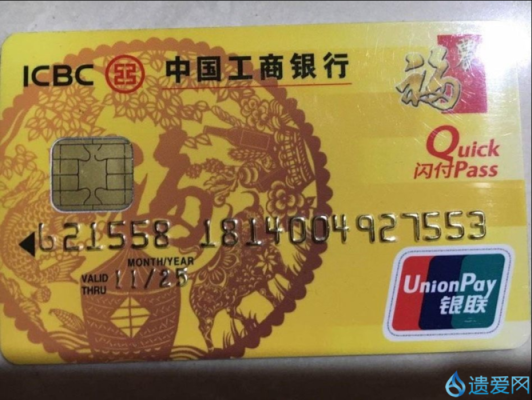 ICBC 中国工商银行
福
Quick
闪付Pass
621558 1814004927553
MONTH/YEAR
VALID THRU 11/25
UnionPay
银联
遗爱网